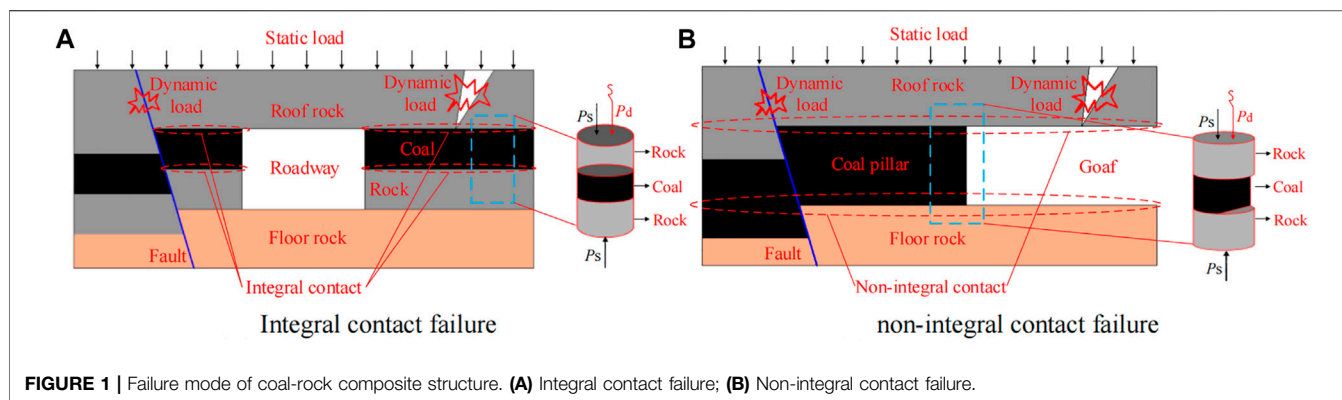 A
Static load
Dynamic
load
Dynamic
load
Roof rock
Coal
Roadway
Rock
Floor rock
Fault
Integral contact
Ps
Pd
Rock
Coal
Rock
Ps
Integral contact failure
B
Static load
Dynamic
load
Dynamic
load
Roof rock
Coal pillar
Goaf
Floor rock
Fault
Non-integral contact
Ps
Pd
Rock
Coal
Rock
Ps
non-integral contact failure
FIGURE 1 | Failure mode of coal-rock composite structure. (A) Integral contact failure; (B) Non-integral contact failure.